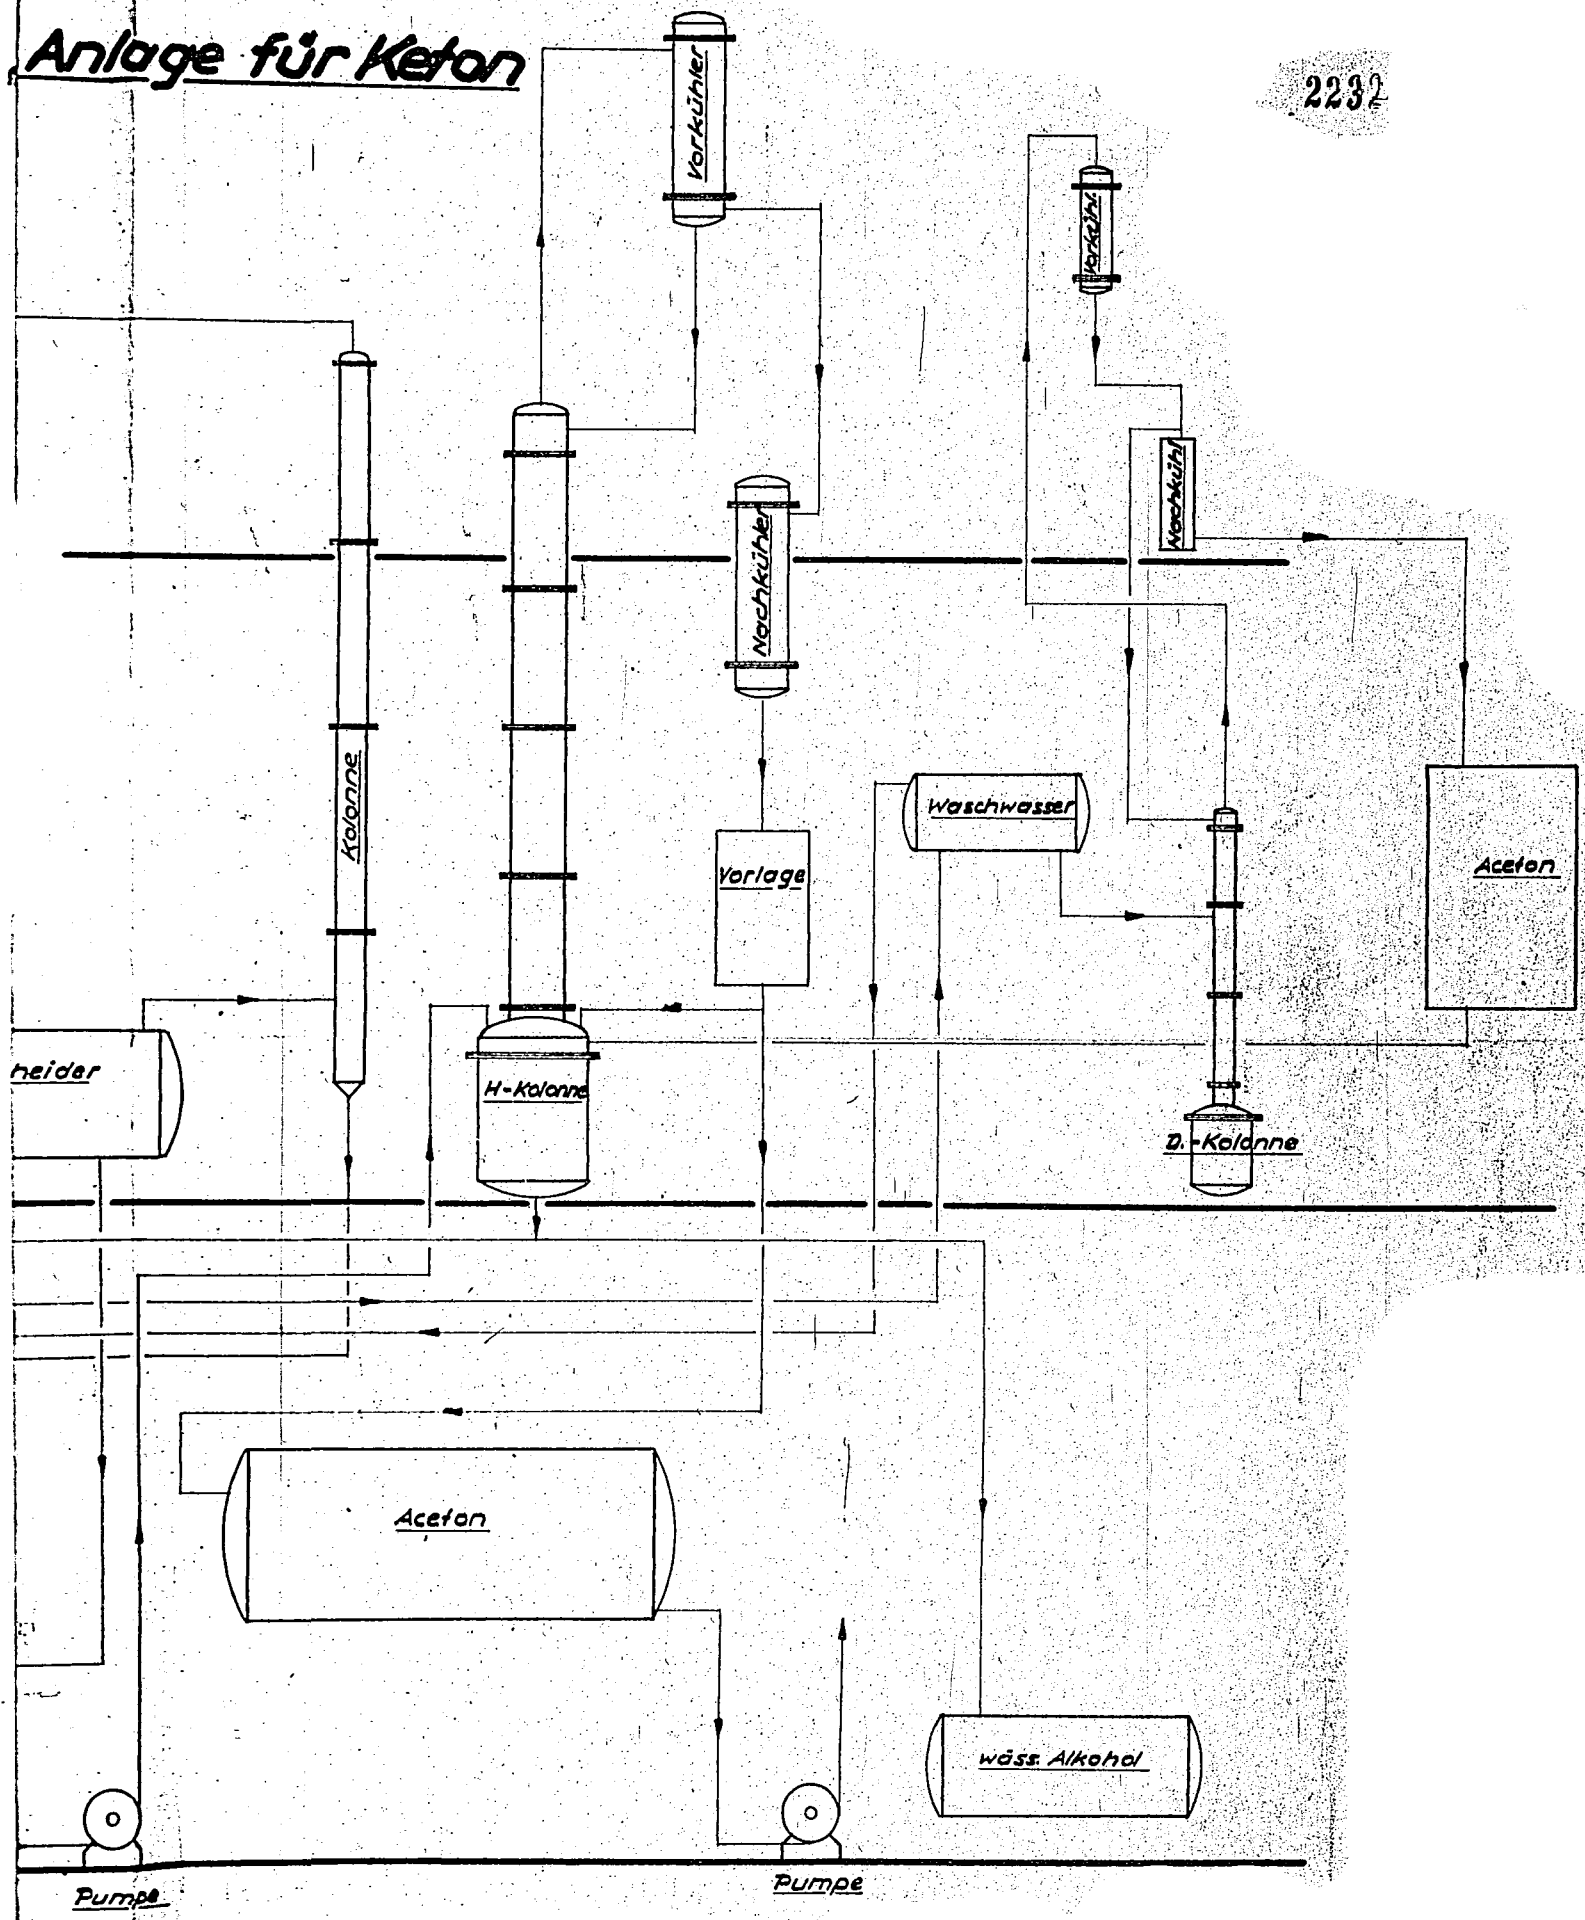 Anlage für Keton
2232
Vorkühler
Vorkühl.
Nachkühl
Nachkühler
Kolonne
Waschwasser
Vorlage
Aceton
heider
H-Kolonne
D.-Kolonne
Aceton
wäss. Alkohol
Pumpe
Pumpe